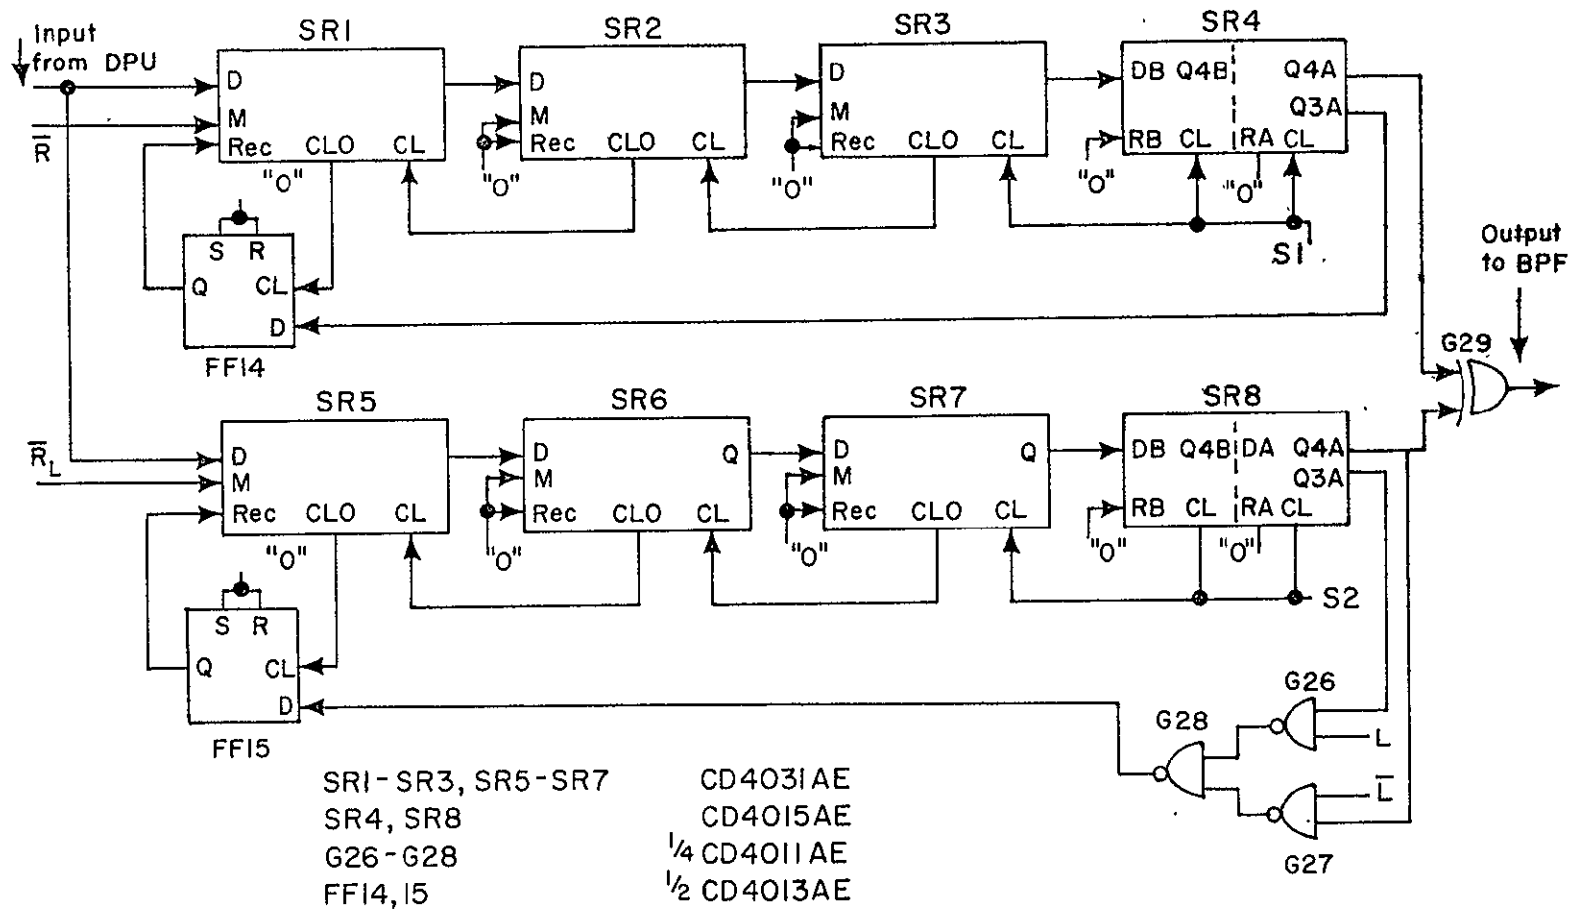 Input
from DPU
SR1
SR2
SR3
SR4
D
M
Rec CLO CL
R̅
"O"
D
M
Rec CLO CL
"O"
D
M
Rec CLO CL
"O"
DB Q4B Q4A
Q3A
RB CL RA CL
"O"
"O"
S1
S R
Q CL
D
FF14
Output
to BPF
G29
SR5
SR6
SR7
SR8
R̅L
D
M
Rec CLO CL
"O"
D Q
M
Rec CLO CL
"O"
D Q
M
Rec CLO CL
"O"
DB Q4B DA Q4A
Q3A
RB CL RA CL
"O"
"O"
S2
S R
Q CL
D
FF15
G26
G28
L
L̅
G27
SR1-SR3, SR5-SR7 CD4031AE
SR4, SR8 CD4015AE
G26-G28 1/4 CD4011AE
FF14,15 1/2 CD4013AE